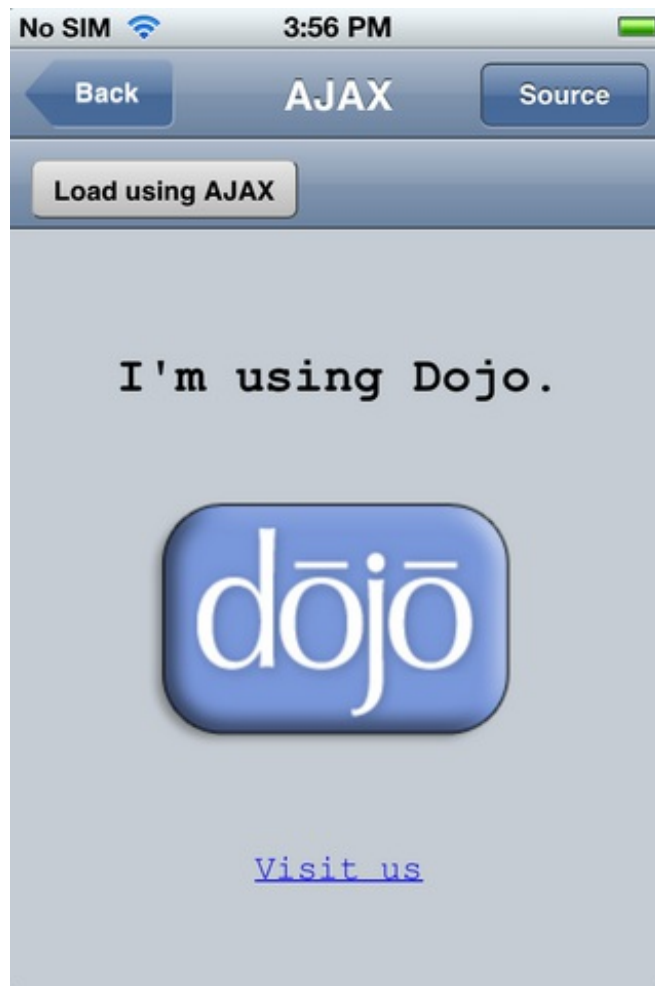 No SIM 3:56 PM
Back AJAX Source
Load using AJAX
I'm using Dojo.
dōjō
Visit us